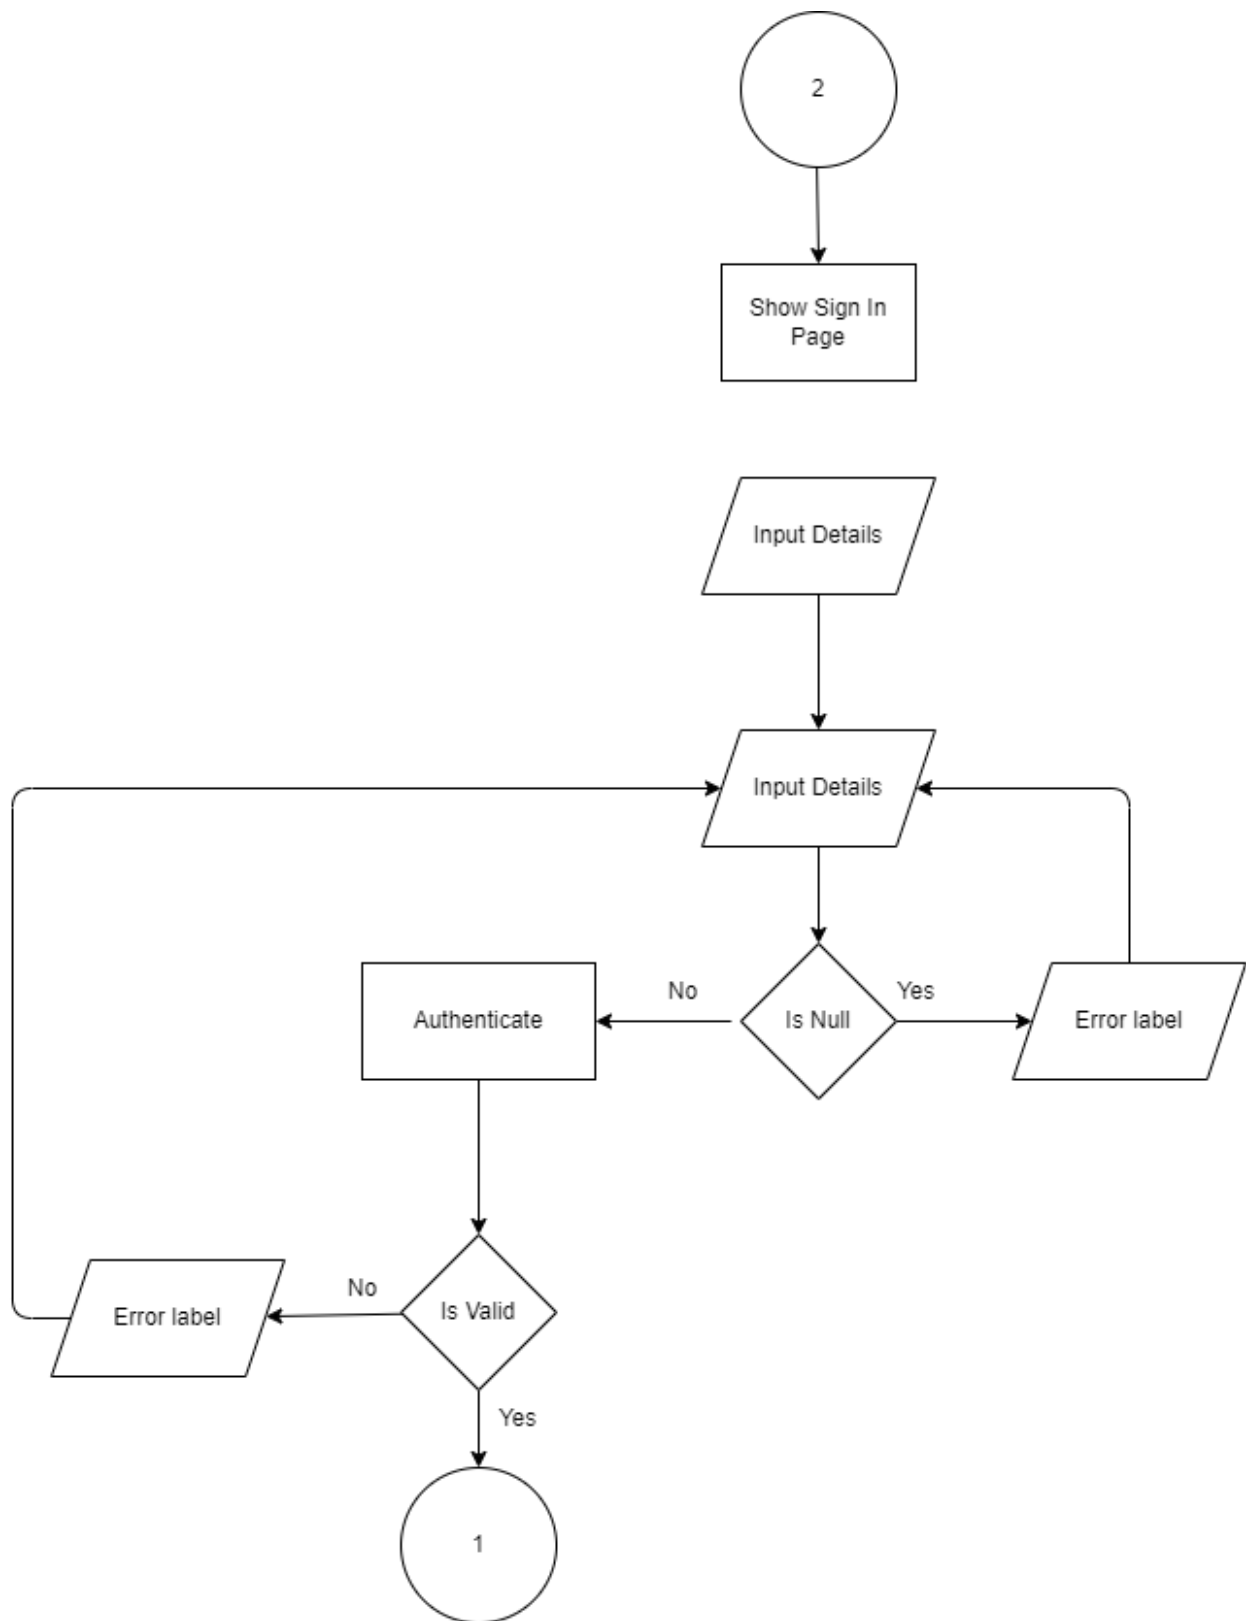 2
Show Sign In
Page
Input Details
Input Details
No
Yes
Authenticate
Is Null
Error label
No
Error label
Is Valid
Yes
1